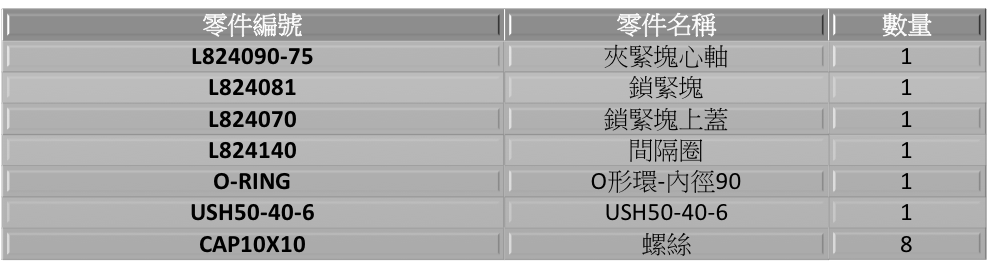 零件編號 零件名稱 數量
L824090-75 夾緊塊心軸 1
L824081 鎖緊塊 1
L824070 鎖緊塊上蓋 1
L824140 間隔圈 1
O-RING O形環-內徑90 1
USH50-40-6 USH50-40-6 1
CAP10X10 螺絲 8